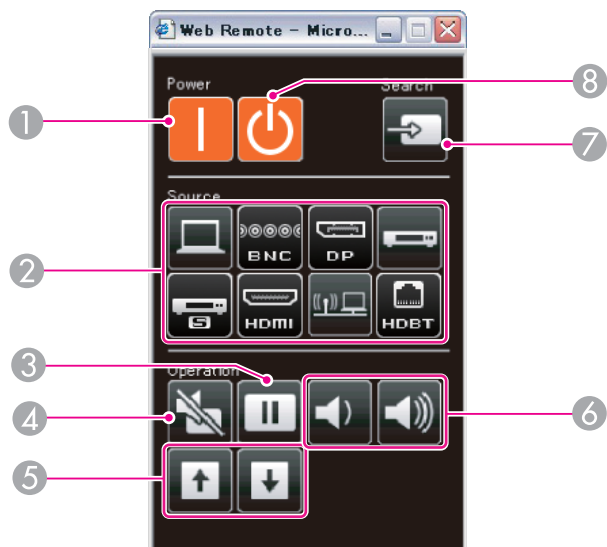 Web Remote - Micro...
Power
Search
1
8
7
Source
BNC
DP
2
S
HDMI
HDBT
Operation
3
4
6
5